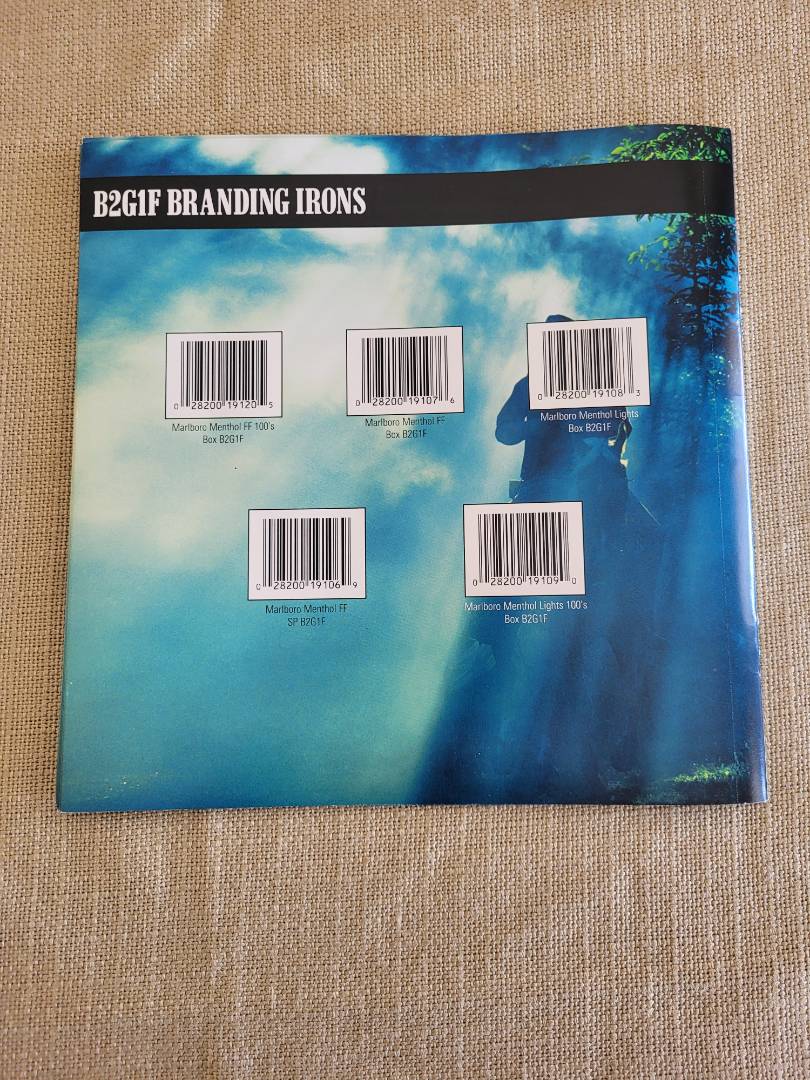 B2G1F BRANDING IRONS
0 28200 19120 5
Marlboro Menthol FF 100's
Box B2G1F
0 28200 19107 6
Marlboro Menthol FF
Box B2G1F
0 28200 19108 3
Marlboro Menthol Lights
Box B2G1F
0 28200 19106 9
Marlboro Menthol FF
SP B2G1F
0 28200 19109 0
Marlboro Menthol Lights 100's
Box B2G1F